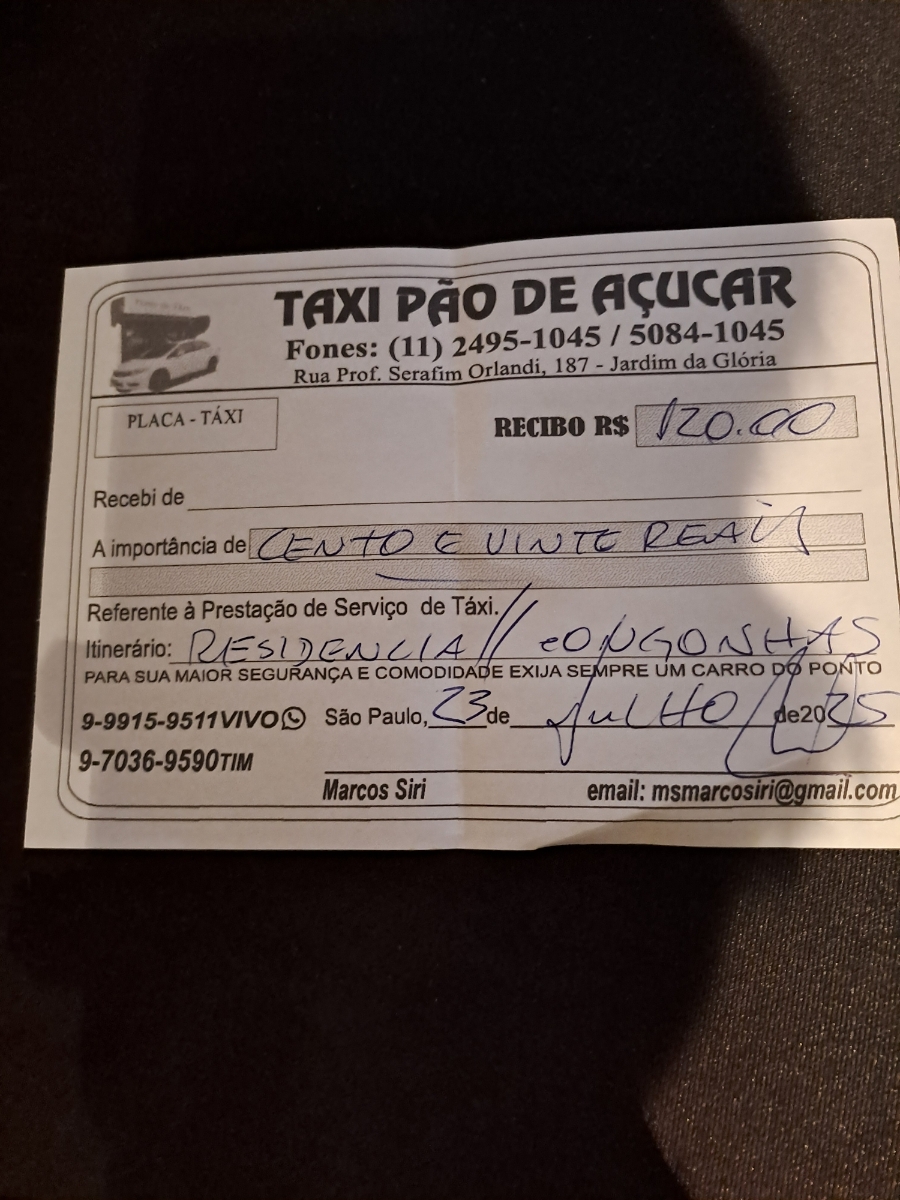 TAXI PÃO DE AÇUCAR
Fones: (11) 2495-1045 / 5084-1045
Rua Prof. Serafim Orlandi, 187 - Jardim da Glória
PLACA - TÁXI
RECIBO R$ 120.00
Recebi de
A importância de CENTO E VINTE REAIS
Referente à Prestação de Serviço de Táxi.
Itinerário: RESIDENCIA // CONGONHAS
PARA SUA MAIOR SEGURANÇA E COMODIDADE EXIJA SEMPRE UM CARRO DO PONTO
9-9915-9511VIVO São Paulo, 23 de JULHO de 2025
9-7036-9590TIM
Marcos Siri email: msmarcosiri@gmail.com